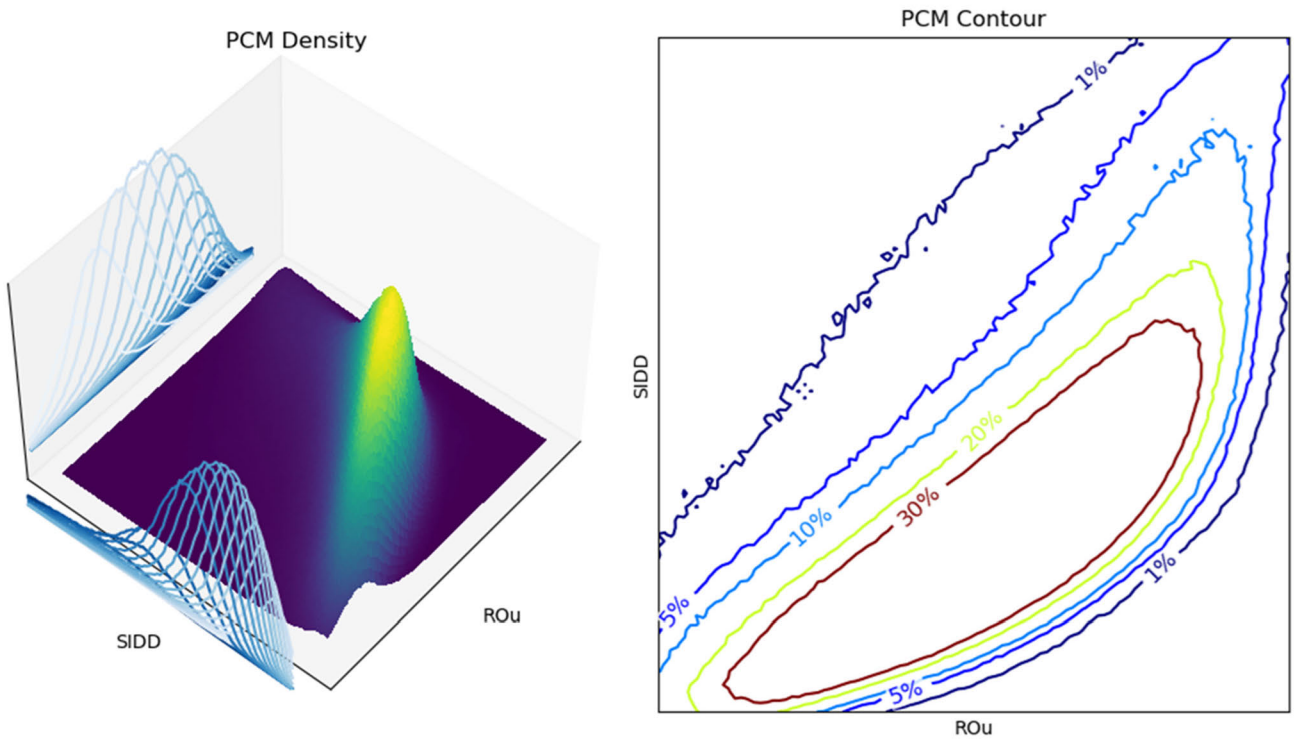 PCM Density
SIDD
ROu
PCM Contour
1%
SIDD
20%
30%
10%
1%
5%
5%
ROu